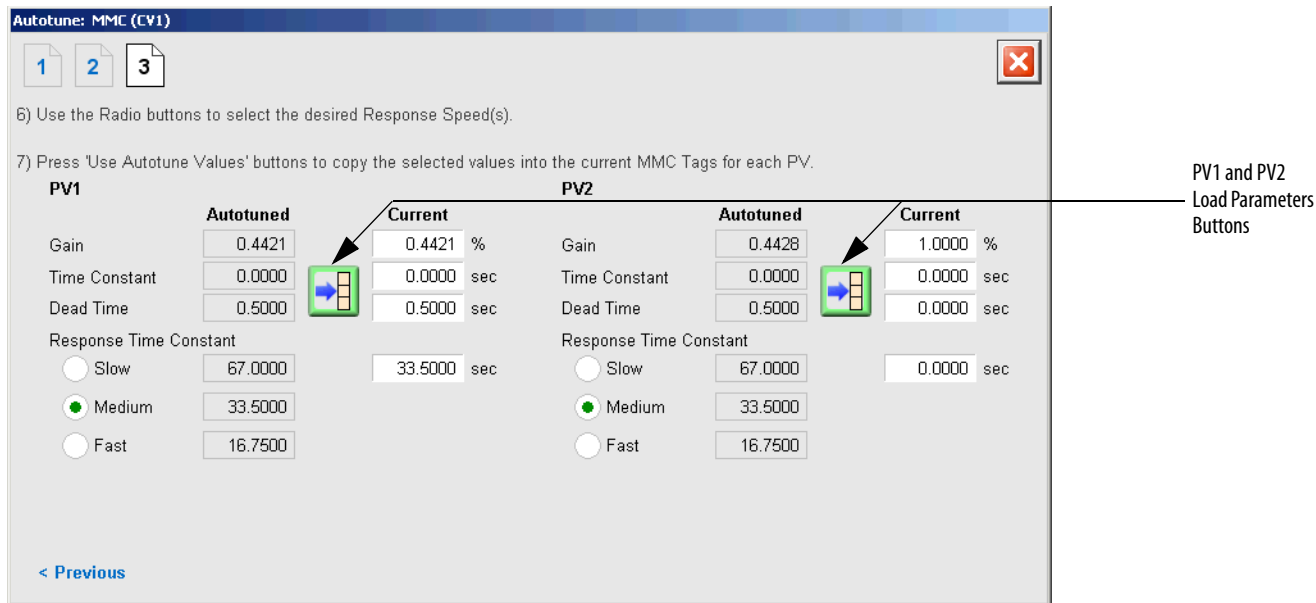 Autotune: MMC (CV1)
1 2 3
6) Use the Radio buttons to select the desired Response Speed(s).
7) Press 'Use Autotune Values' buttons to copy the selected values into the current MMC Tags for each PV.
PV1 PV2
Autotuned Current Autotuned Current
Gain 0.4421 0.4421 % Gain 0.4428 1.0000 %
Time Constant 0.0000 0.0000 sec Time Constant 0.0000 0.0000 sec
Dead Time 0.5000 0.5000 sec Dead Time 0.5000 0.0000 sec
Response Time Constant Response Time Constant
Slow 67.0000 33.5000 sec Slow 67.0000 0.0000 sec
Medium 33.5000 Medium 33.5000
Fast 16.7500 Fast 16.7500
< Previous
PV1 and PV2
Load Parameters
Buttons